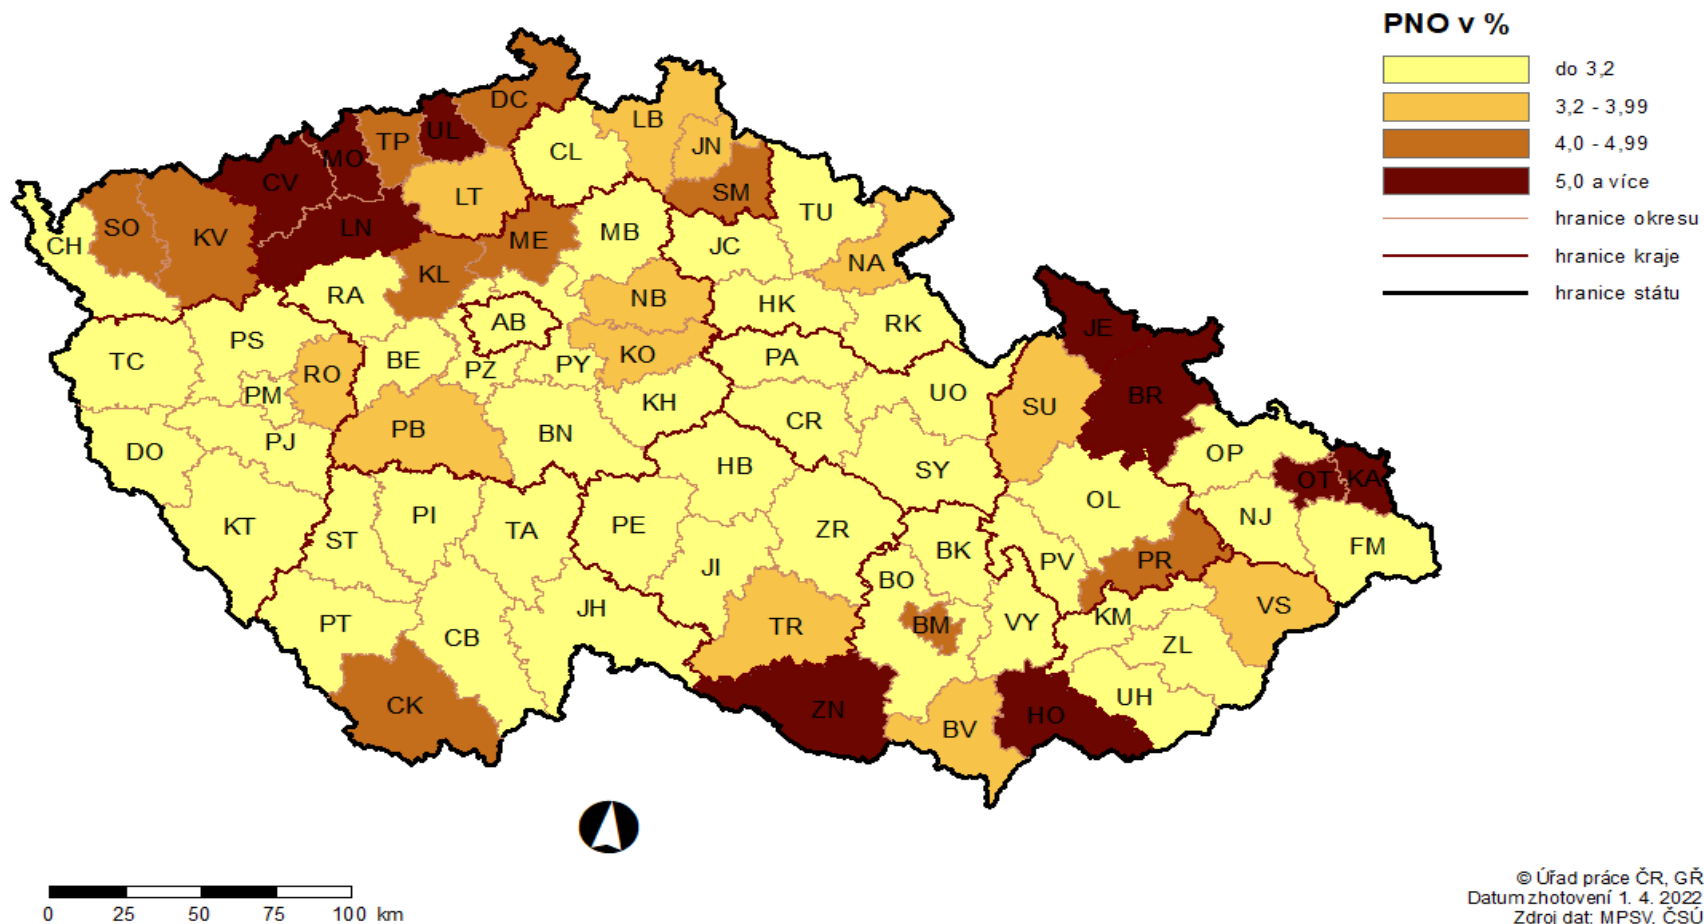 PNO v %
do 3,2
3,2 - 3,99
4,0 - 4,99
5,0 a více
hranice okresu
hranice kraje
hranice státu
DC
UL
TP
LB
JN
MO
CL
CV
LT
SM
SO
KV
LN
ME
MB
TU
CH
JC
KL
NA
RA
NB
HK
RK
AB
JE
PS
TC
RO
BE
PZ
PY
KO
PA
UO
BR
PM
KH
SU
PB
BN
CR
DO
PJ
OP
HB
SY
OT
KA
KT
ST
PI
TA
PE
ZR
OL
NJ
FM
BK
JI
BO
PV
PR
PT
CB
JH
TR
BM
VY
KM
VS
ZL
CK
ZN
BV
HO
UH
0 25 50 75 100 km
© Úřad práce ČR, GŘ
Datum zhotovení 1. 4. 2022
Zdroj dat: MPSV, ČSÚ